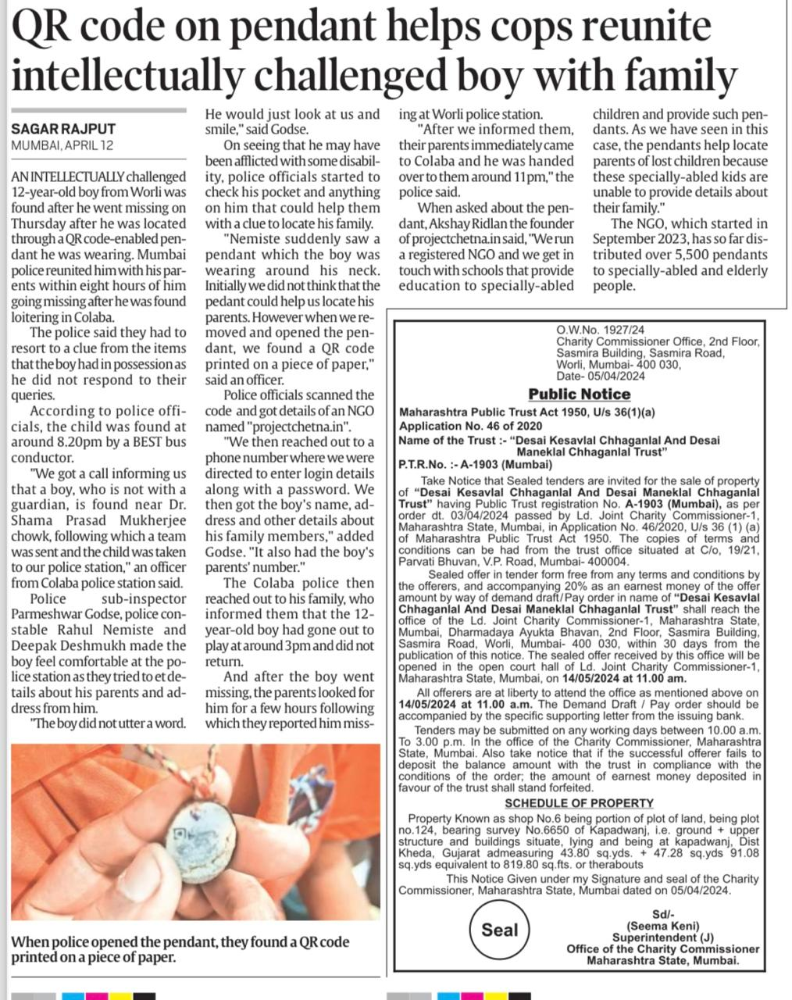 QR code on pendant helps cops reunite
intellectually challenged boy with family
SAGAR RAJPUT
MUMBAI, APRIL 12
AN INTELLECTUALLY challenged
12-year-old boy from Worli was
found after he went missing on
Thursday after he was located
through a QR code-enabled pen-
dant he was wearing. Mumbai
police reunited him with his par-
ents within eight hours of him
going missing after he was found
loitering in Colaba.
The police said they had to
resort to a clue from the items
that the boy had in possession as
he did not respond to their
queries.
According to police offi-
cials, the child was found at
around 8.20pm by a BEST bus
conductor.
"We got a call informing us
that a boy, who is not with a
guardian, is found near Dr.
Shama Prasad Mukherjee
chowk, following which a team
was sent and the child was taken
to our police station," an officer
from Colaba police station said.
Police sub-inspector
Parmeshwar Godse, police con-
stable Rahul Nemiste and
Deepak Deshmukh made the
boy feel comfortable at the po-
lice station as they tried to et de-
tails about his parents and ad-
dress from him.
"The boy did not utter a word.
He would just look at us and
smile," said Godse.
On seeing that he may have
been afflicted with some disabil-
ity, police officials started to
check his pocket and anything
on him that could help them
with a clue to locate his family.
"Nemiste suddenly saw a
pendant which the boy was
wearing around his neck.
Initially we did not think that the
pedant could help us locate his
parents. However when we re-
moved and opened the pen-
dant, we found a QR code
printed on a piece of paper,"
said an officer.
Police officials scanned the
code and got details of an NGO
named "projectchetna.in".
"We then reached out to a
phone number where we were
directed to enter login details
along with a password. We
then got the boy's name, ad-
dress and other details about
his family members," added
Godse. "It also had the boy's
parents' number."
The Colaba police then
reached out to his family, who
informed them that the 12-
year-old boy had gone out to
play at around 3pm and did not
return.
And after the boy went
missing, the parents looked for
him for a few hours following
which they reported him miss-
ing at Worli police station.
"After we informed them,
their parents immediately came
to Colaba and he was handed
over to them around 11pm," the
police said.
When asked about the pen-
dant, Akshay Ridlan the founder
of projectchetna.in said, "We run
a registered NGO and we get in
touch with schools that provide
education to specially-abled
children and provide such pen-
dants. As we have seen in this
case, the pendants help locate
parents of lost children because
these specially-abled kids are
unable to provide details about
their family."
The NGO, which started in
September 2023, has so far dis-
tributed over 5,500 pendants
to specially-abled and elderly
people.
When police opened the pendant, they found a QR code
printed on a piece of paper.
O.W.No. 1927/24
Charity Commissioner Office, 2nd Floor,
Sasmira Building, Sasmira Road,
Worli, Mumbai- 400 030,
Date- 05/04/2024
Public Notice
Maharashtra Public Trust Act 1950, U/s 36(1)(a)
Application No. 46 of 2020
Name of the Trust :- "Desai Kesavlal Chhaganlal And Desai
Maneklal Chhaganlal Trust"
P.T.R.No. :- A-1903 (Mumbai)
Take Notice that Sealed tenders are invited for the sale of property
of "Desai Kesavlal Chhaganlal And Desai Maneklal Chhaganlal
Trust" having Public Trust registration No. A-1903 (Mumbai), as per
order dt. 03/04/2024 passed by Ld. Joint Charity Commissioner-1,
Maharashtra State, Mumbai, in Application No. 46/2020, U/s 36 (1) (a)
of Maharashtra Public Trust Act 1950. The copies of terms and
conditions can be had from the trust office situated at C/o, 19/21,
Parvati Bhuvan, V.P. Road, Mumbai- 400004.
Sealed offer in tender form free from any terms and conditions by
the offerers, and accompanying 20% as an earnest money of the offer
amount by way of demand draft/Pay order in name of "Desai Kesavlal
Chhaganlal And Desai Maneklal Chhaganlal Trust" shall reach the
office of the Ld. Joint Charity Commissioner-1, Maharashtra State,
Mumbai, Dharmadaya Ayukta Bhavan, 2nd Floor, Sasmira Building,
Sasmira Road, Worli, Mumbai- 400 030, within 30 days from the
publication of this notice. The sealed offer received by this office will be
opened in the open court hall of Ld. Joint Charity Commissioner-1,
Maharashtra State, Mumbai, on 14/05/2024 at 11.00 am.
All offerers are at liberty to attend the office as mentioned above on
14/05/2024 at 11.00 a.m. The Demand Draft / Pay order should be
accompanied by the specific supporting letter from the issuing bank.
Tenders may be submitted on any working days between 10.00 a.m.
To 3.00 p.m. In the office of the Charity Commissioner, Maharashtra
State, Mumbai. Also take notice that if the successful offerer fails to
deposit the balance amount with the trust in compliance with the
conditions of the order; the amount of earnest money deposited in
favour of the trust shall stand forfeited.
SCHEDULE OF PROPERTY
Property Known as shop No.6 being portion of plot of land, being plot
no.124, bearing survey No.6650 of Kapadwanj, i.e. ground + upper
structure and buildings situate, lying and being at kapadwanj, Dist
Kheda, Gujarat admeasuring 43.80 sq.yds. + 47.28 sq.yds 91.08
sq.yds equivalent to 819.80 sq.fts. or therabouts
This Notice Given under my Signature and seal of the Charity
Commissioner, Maharashtra State, Mumbai dated on 05/04/2024.
Seal
Sd/-
(Seema Keni)
Superintendent (J)
Office of the Charity Commissioner
Maharashtra State, Mumbai.